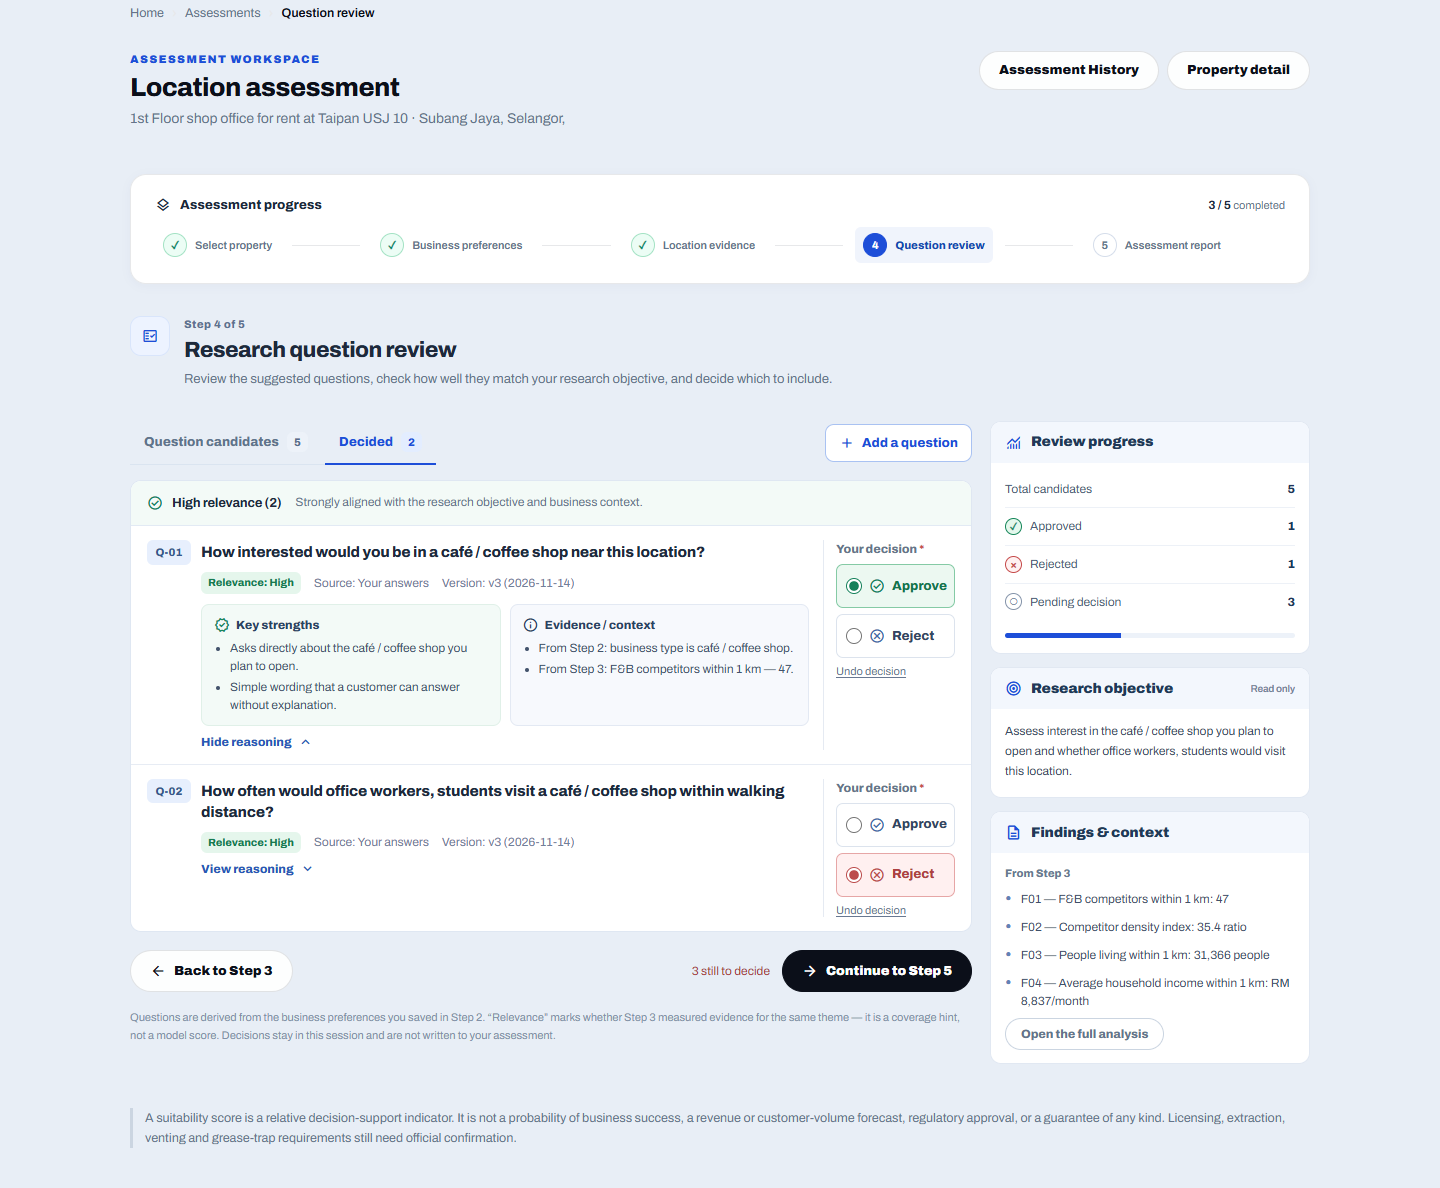 Home Assessments Question review
ASSESSMENT WORKSPACE
Location assessment
1st Floor shop office for rent at Taipan USJ 10 · Subang Jaya, Selangor,
Assessment History
Property detail
Assessment progress
3 / 5 completed
Select property
Business preferences
Location evidence
4 Question review
5 Assessment report
Step 4 of 5
Research question review
Review the suggested questions, check how well they match your research objective, and decide which to include.
Question candidates 5
Decided 2
Add a question
High relevance (2) Strongly aligned with the research objective and business context.
Q-01 How interested would you be in a café / coffee shop near this location?
Relevance: High Source: Your answers Version: v3 (2026-11-14)
Key strengths
Asks directly about the café / coffee shop you
plan to open.
Simple wording that a customer can answer
without explanation.
Evidence / context
From Step 2: business type is café / coffee shop.
From Step 3: F&B competitors within 1 km — 47.
Hide reasoning
Your decision *
Approve
Reject
Undo decision
Q-02 How often would office workers, students visit a café / coffee shop within walking
distance?
Relevance: High Source: Your answers Version: v3 (2026-11-14)
View reasoning
Your decision *
Approve
Reject
Undo decision
Back to Step 3
3 still to decide
Continue to Step 5
Questions are derived from the business preferences you saved in Step 2. “Relevance” marks whether Step 3 measured evidence for the same theme — it is a coverage hint,
not a model score. Decisions stay in this session and are not written to your assessment.
Review progress
Total candidates 5
Approved 1
Rejected 1
Pending decision 3
Research objective Read only
Assess interest in the café / coffee shop you plan to
open and whether office workers, students would visit
this location.
Findings & context
From Step 3
F01 — F&B competitors within 1 km: 47
F02 — Competitor density index: 35.4 ratio
F03 — People living within 1 km: 31,366 people
F04 — Average household income within 1 km: RM
8,837/month
Open the full analysis
A suitability score is a relative decision-support indicator. It is not a probability of business success, a revenue or customer-volume forecast, regulatory approval, or a guarantee of any kind. Licensing, extraction,
venting and grease-trap requirements still need official confirmation.